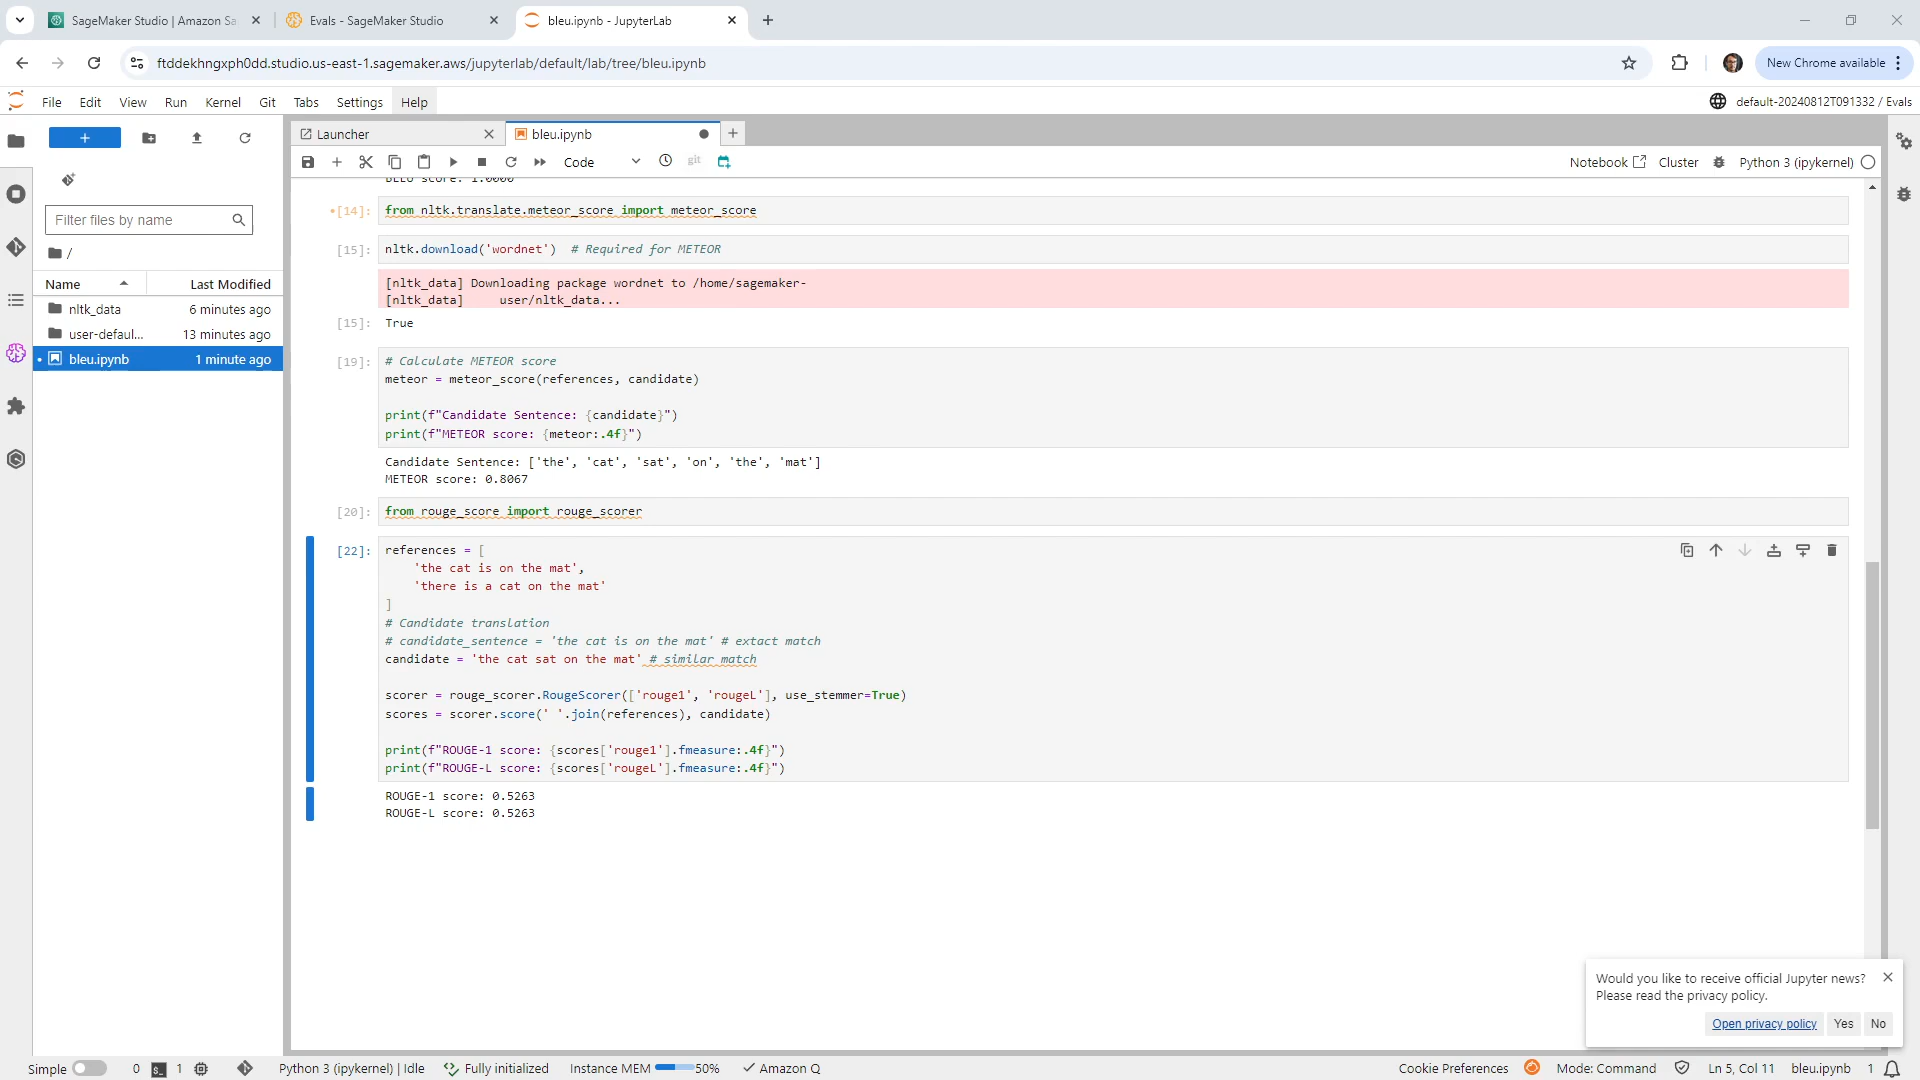 SageMaker Studio | Amazon Sa
Evals - SageMaker Studio
bleu.ipynb - JupyterLab
ftddekhngxph0dd.studio.us-east-1.sagemaker.aws/jupyterlab/default/lab/tree/bleu.ipynb
New Chrome available
File Edit View Run Kernel Git Tabs Settings Help
default-20240812T091332 / Evals
Launcher
bleu.ipynb
Code
git
Notebook
Cluster
Python 3 (ipykernel)
Filter files by name
/
Name Last Modified
nltk_data 6 minutes ago
user-defaul... 13 minutes ago
bleu.ipynb 1 minute ago
BLEU score: 1.0000
[14]: from nltk.translate.meteor_score import meteor_score
[15]: nltk.download('wordnet')  # Required for METEOR
[nltk_data] Downloading package wordnet to /home/sagemaker-
[nltk_data]     user/nltk_data...
[15]: True
[19]: # Calculate METEOR score
meteor = meteor_score(references, candidate)
print(f"Candidate Sentence: {candidate}")
print(f"METEOR score: {meteor:.4f}")
Candidate Sentence: ['the', 'cat', 'sat', 'on', 'the', 'mat']
METEOR score: 0.8067
[20]: from rouge_score import rouge_scorer
[22]: references = [
'the cat is on the mat',
'there is a cat on the mat'
]
# Candidate translation
# candidate_sentence = 'the cat is on the mat' # extact match
candidate = 'the cat sat on the mat' # similar match
scorer = rouge_scorer.RougeScorer(['rouge1', 'rougeL'], use_stemmer=True)
scores = scorer.score(' '.join(references), candidate)
print(f"ROUGE-1 score: {scores['rouge1'].fmeasure:.4f}")
print(f"ROUGE-L score: {scores['rougeL'].fmeasure:.4f}")
ROUGE-1 score: 0.5263
ROUGE-L score: 0.5263
Would you like to receive official Jupyter news?
Please read the privacy policy.
Open privacy policy Yes No
Simple 0 1 Python 3 (ipykernel) | Idle Fully initialized Instance MEM 50% Amazon Q Cookie Preferences Mode: Command Ln 5, Col 11 bleu.ipynb 1